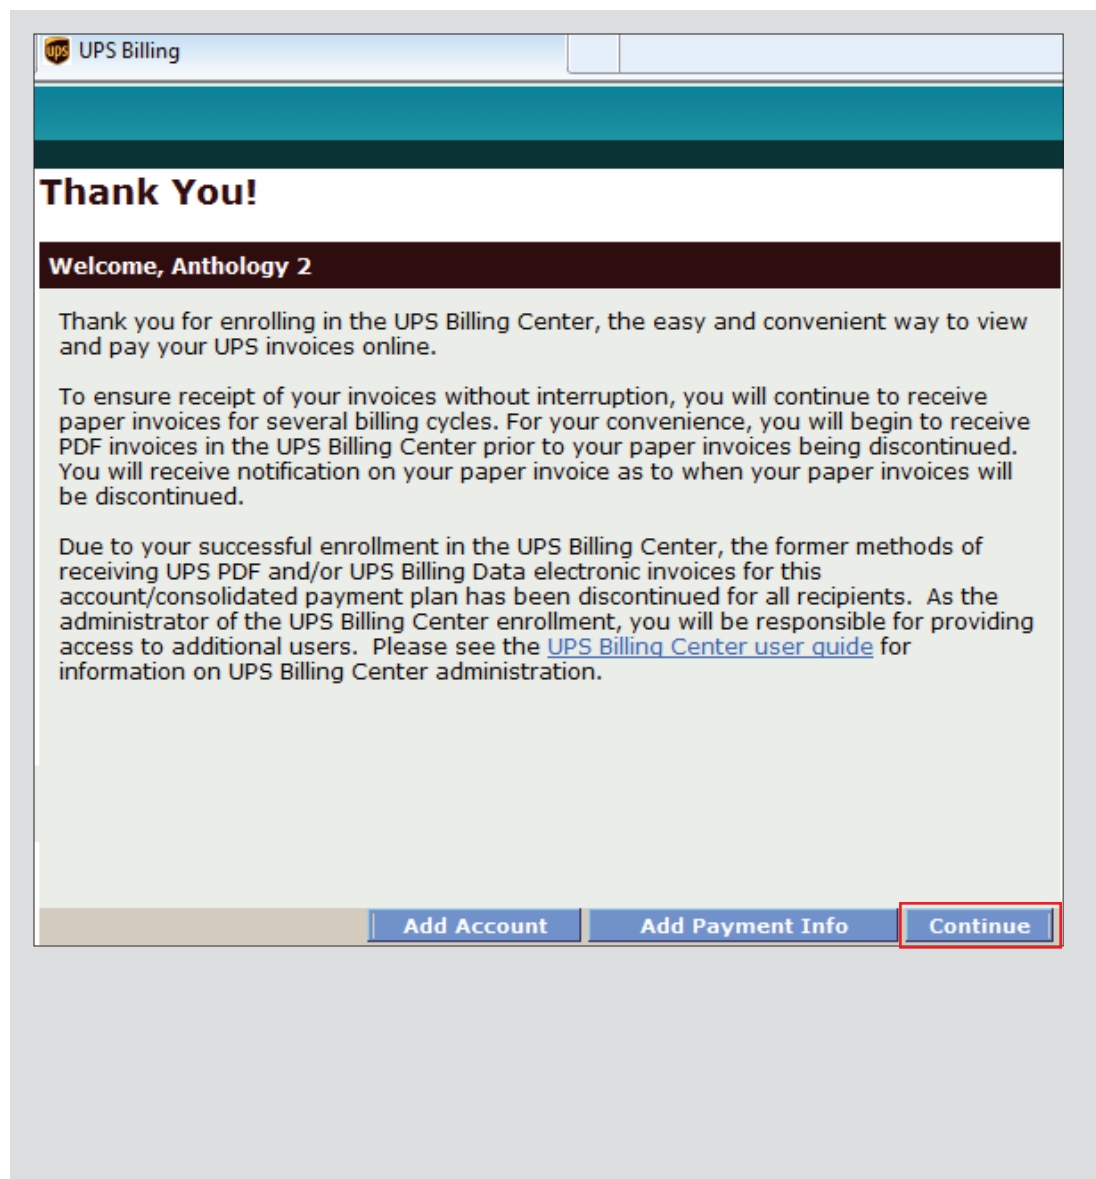 ups UPS Billing
Thank You!
Welcome, Anthology 2
Thank you for enrolling in the UPS Billing Center, the easy and convenient way to view
and pay your UPS invoices online.
To ensure receipt of your invoices without interruption, you will continue to receive
paper invoices for several billing cycles. For your convenience, you will begin to receive
PDF invoices in the UPS Billing Center prior to your paper invoices being discontinued.
You will receive notification on your paper invoice as to when your paper invoices will
be discontinued.
Due to your successful enrollment in the UPS Billing Center, the former methods of
receiving UPS PDF and/or UPS Billing Data electronic invoices for this
account/consolidated payment plan has been discontinued for all recipients.  As the
administrator of the UPS Billing Center enrollment, you will be responsible for providing
access to additional users.  Please see the UPS Billing Center user guide for
information on UPS Billing Center administration.
Add Account Add Payment Info Continue